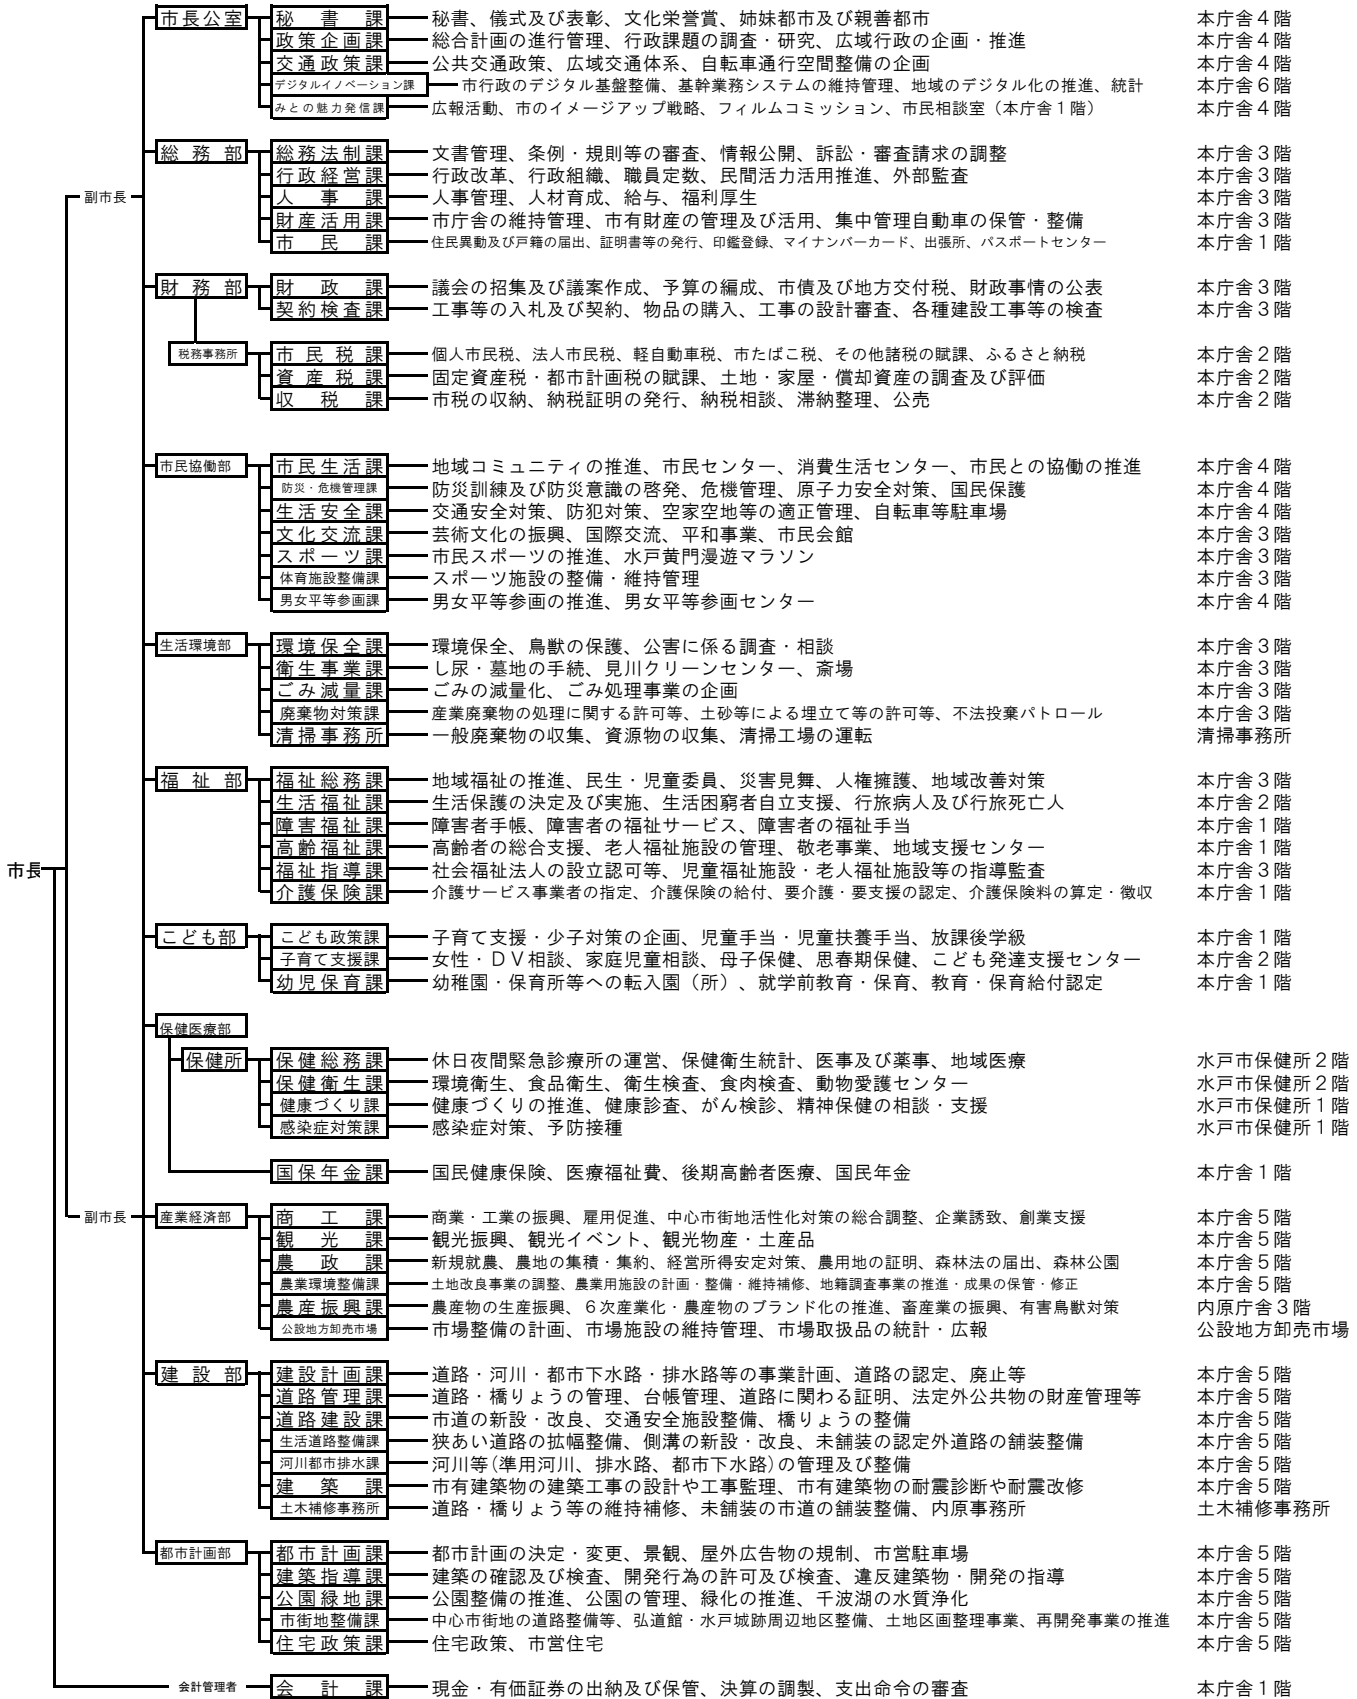 市長公室 秘書課 秘書、儀式及び表彰、文化栄誉賞、姉妹都市及び親善都市 本庁舎４階
政策企画課 総合計画の進行管理、行政課題の調査・研究、広域行政の企画・推進 本庁舎４階
交通政策課 公共交通政策、広域交通体系、自転車通行空間整備の企画 本庁舎４階
デジタルイノベーション課 市行政のデジタル基盤整備、基幹業務システムの維持管理、地域のデジタル化の推進、統計 本庁舎６階
みとの魅力発信課 広報活動、市のイメージアップ戦略、フィルムコミッション、市民相談室（本庁舎１階） 本庁舎４階
総務部 総務法制課 文書管理、条例・規則等の審査、情報公開、訴訟・審査請求の調整 本庁舎３階
行政経営課 行政改革、行政組織、職員定数、民間活力活用推進、外部監査 本庁舎３階
副市長 人事課 人事管理、人材育成、給与、福利厚生 本庁舎３階
財産活用課 市庁舎の維持管理、市有財産の管理及び活用、集中管理自動車の保管・整備 本庁舎３階
市民課 住民異動及び戸籍の届出、証明書等の発行、印鑑登録、マイナンバーカード、出張所、パスポートセンター 本庁舎１階
財務部 財政課 議会の招集及び議案作成、予算の編成、市債及び地方交付税、財政事情の公表 本庁舎３階
契約検査課 工事等の入札及び契約、物品の購入、工事の設計審査、各種建設工事等の検査 本庁舎３階
税務事務所 市民税課 個人市民税、法人市民税、軽自動車税、市たばこ税、その他諸税の賦課、ふるさと納税 本庁舎２階
資産税課 固定資産税・都市計画税の賦課、土地・家屋・償却資産の調査及び評価 本庁舎２階
収税課 市税の収納、納税証明の発行、納税相談、滞納整理、公売 本庁舎２階
市民協働部 市民生活課 地域コミュニティの推進、市民センター、消費生活センター、市民との協働の推進 本庁舎４階
防災・危機管理課 防災訓練及び防災意識の啓発、危機管理、原子力安全対策、国民保護 本庁舎４階
生活安全課 交通安全対策、防犯対策、空家空地等の適正管理、自転車等駐車場 本庁舎４階
文化交流課 芸術文化の振興、国際交流、平和事業、市民会館 本庁舎３階
スポーツ課 市民スポーツの推進、水戸黄門漫遊マラソン 本庁舎３階
体育施設整備課 スポーツ施設の整備・維持管理 本庁舎３階
男女平等参画課 男女平等参画の推進、男女平等参画センター 本庁舎４階
生活環境部 環境保全課 環境保全、鳥獣の保護、公害に係る調査・相談 本庁舎３階
衛生事業課 し尿・墓地の手続、見川クリーンセンター、斎場 本庁舎３階
ごみ減量課 ごみの減量化、ごみ処理事業の企画 本庁舎３階
廃棄物対策課 産業廃棄物の処理に関する許可等、土砂等による埋立て等の許可等、不法投棄パトロール 本庁舎３階
清掃事務所 一般廃棄物の収集、資源物の収集、清掃工場の運転 清掃事務所
福祉部 福祉総務課 地域福祉の推進、民生・児童委員、災害見舞、人権擁護、地域改善対策 本庁舎３階
生活福祉課 生活保護の決定及び実施、生活困窮者自立支援、行旅病人及び行旅死亡人 本庁舎２階
障害福祉課 障害者手帳、障害者の福祉サービス、障害者の福祉手当 本庁舎１階
高齢福祉課 高齢者の総合支援、老人福祉施設の管理、敬老事業、地域支援センター 本庁舎１階
市長 福祉指導課 社会福祉法人の設立認可等、児童福祉施設・老人福祉施設等の指導監査 本庁舎３階
介護保険課 介護サービス事業者の指定、介護保険の給付、要介護・要支援の認定、介護保険料の算定・徴収 本庁舎１階
こども部 こども政策課 子育て支援・少子対策の企画、児童手当・児童扶養手当、放課後学級 本庁舎１階
子育て支援課 女性・ＤＶ相談、家庭児童相談、母子保健、思春期保健、こども発達支援センター 本庁舎２階
幼児保育課 幼稚園・保育所等への転入園（所）、就学前教育・保育、教育・保育給付認定 本庁舎１階
保健医療部
保健所 保健総務課 休日夜間緊急診療所の運営、保健衛生統計、医事及び薬事、地域医療 水戸市保健所２階
保健衛生課 環境衛生、食品衛生、衛生検査、食肉検査、動物愛護センター 水戸市保健所２階
健康づくり課 健康づくりの推進、健康診査、がん検診、精神保健の相談・支援 水戸市保健所１階
感染症対策課 感染症対策、予防接種 水戸市保健所１階
国保年金課 国民健康保険、医療福祉費、後期高齢者医療、国民年金 本庁舎１階
副市長 産業経済部 商工課 商業・工業の振興、雇用促進、中心市街地活性化対策の総合調整、企業誘致、創業支援 本庁舎５階
観光課 観光振興、観光イベント、観光物産・土産品 本庁舎５階
農政課 新規就農、農地の集積・集約、経営所得安定対策、農用地の証明、森林法の届出、森林公園 本庁舎５階
農業環境整備課 土地改良事業の調整、農業用施設の計画・整備・維持補修、地籍調査事業の推進・成果の保管・修正 本庁舎５階
農産振興課 農産物の生産振興、６次産業化・農産物のブランド化の推進、畜産業の振興、有害鳥獣対策 内原庁舎３階
公設地方卸売市場 市場整備の計画、市場施設の維持管理、市場取扱品の統計・広報 公設地方卸売市場
建設部 建設計画課 道路・河川・都市下水路・排水路等の事業計画、道路の認定、廃止等 本庁舎５階
道路管理課 道路・橋りょうの管理、台帳管理、道路に関わる証明、法定外公共物の財産管理等 本庁舎５階
道路建設課 市道の新設・改良、交通安全施設整備、橋りょうの整備 本庁舎５階
生活道路整備課 狭あい道路の拡幅整備、側溝の新設・改良、未舗装の認定外道路の舗装整備 本庁舎５階
河川都市排水課 河川等(準用河川、排水路、都市下水路)の管理及び整備 本庁舎５階
建築課 市有建築物の建築工事の設計や工事監理、市有建築物の耐震診断や耐震改修 本庁舎５階
土木補修事務所 道路・橋りょう等の維持補修、未舗装の市道の舗装整備、内原事務所 土木補修事務所
都市計画部 都市計画課 都市計画の決定・変更、景観、屋外広告物の規制、市営駐車場 本庁舎５階
建築指導課 建築の確認及び検査、開発行為の許可及び検査、違反建築物・開発の指導 本庁舎５階
公園緑地課 公園整備の推進、公園の管理、緑化の推進、千波湖の水質浄化 本庁舎５階
市街地整備課 中心市街地の道路整備等、弘道館・水戸城跡周辺地区整備、土地区画整理事業、再開発事業の推進 本庁舎５階
住宅政策課 住宅政策、市営住宅 本庁舎５階
会計管理者 会計課 現金・有価証券の出納及び保管、決算の調製、支出命令の審査 本庁舎１階